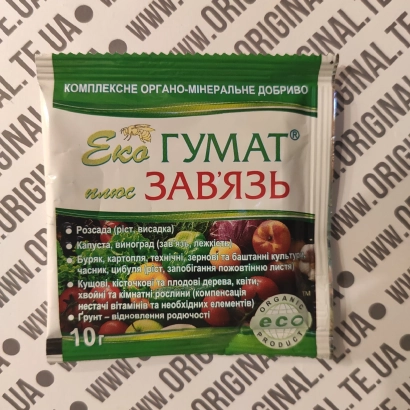 КОМПЛЕКСНЕ ОРГАНО-МІНЕРАЛЬНЕ ДОБРИВО
Еко ГУМАТ®
плюс ЗАВ'ЯЗЬ
• Розсада (ріст, висадка)
• Капуста, виноград (зав'язь, лежкість)
• Буряк, картопля, технічні, зернові та баштанні культури,
часник, цибуля (ріст, запобігання пожовтінню листя)
• Кущові, кісточкові та плодові дерева, квіти,
хвойні та кімнатні рослини (компенсація
нестачі вітамінів та необхідних елементів)
• Ґрунт - відновлення родючості
10 г
ORGANIC
eco
PRODUCT
TM
ORIGINAL.TE.UA